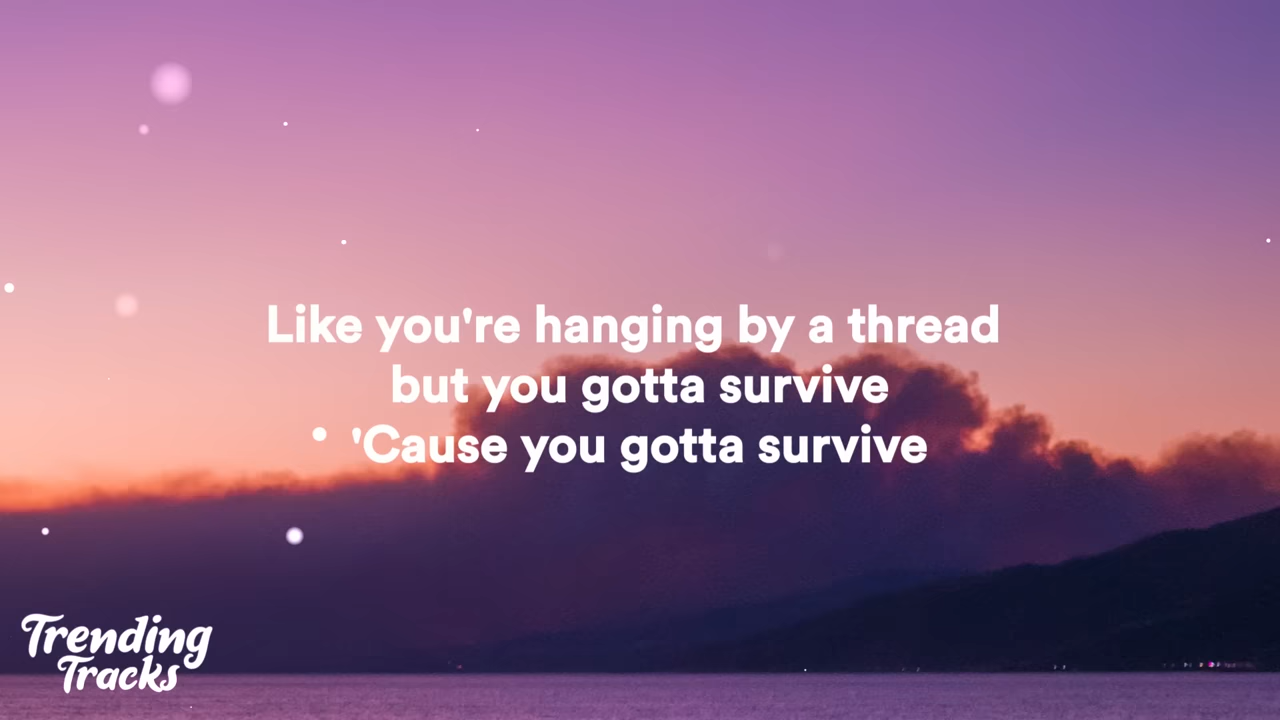 Like you're hanging by a thread
but you gotta survive
'Cause you gotta survive
Trending
Tracks